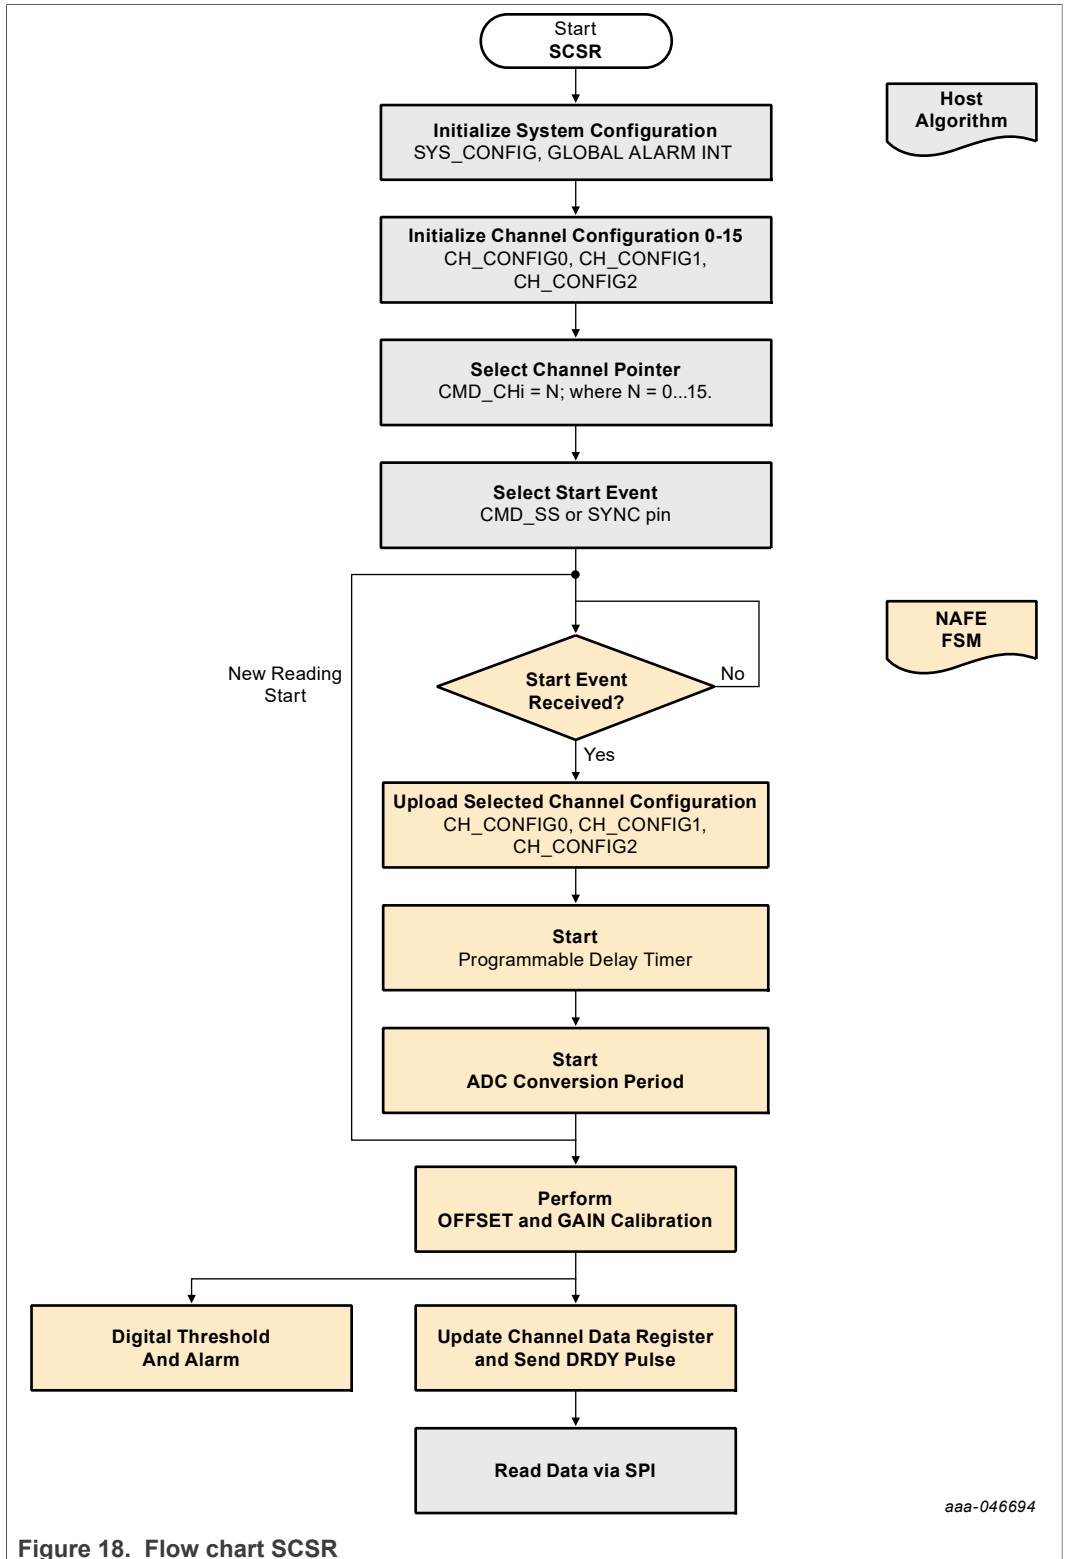 Start
SCSR
Host
Algorithm
Initialize System Configuration
SYS_CONFIG, GLOBAL ALARM INT
Initialize Channel Configuration 0-15
CH_CONFIG0, CH_CONFIG1,
CH_CONFIG2
Select Channel Pointer
CMD_CHi = N; where N = 0...15.
Select Start Event
CMD_SS or SYNC pin
NAFE
FSM
New Reading
Start
Start Event
Received?
No
Yes
Upload Selected Channel Configuration
CH_CONFIG0, CH_CONFIG1,
CH_CONFIG2
Start
Programmable Delay Timer
Start
ADC Conversion Period
Perform
OFFSET and GAIN Calibration
Digital Threshold
And Alarm
Update Channel Data Register
and Send DRDY Pulse
Read Data via SPI
aaa-046694
Figure 18. Flow chart SCSR